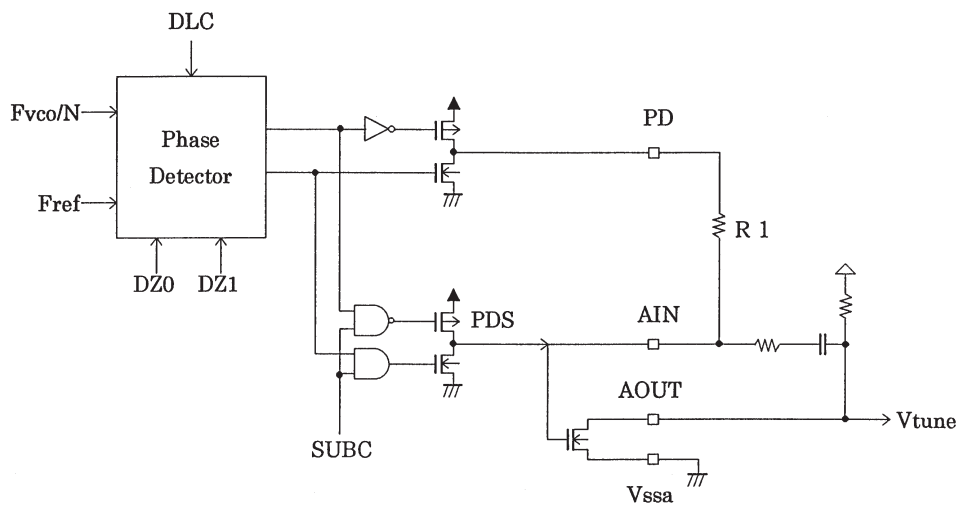 DLC
Fvco/N
Phase
Detector
PD
Fref
R 1
DZ0 DZ1
PDS
AIN
AOUT
Vtune
SUBC
Vssa